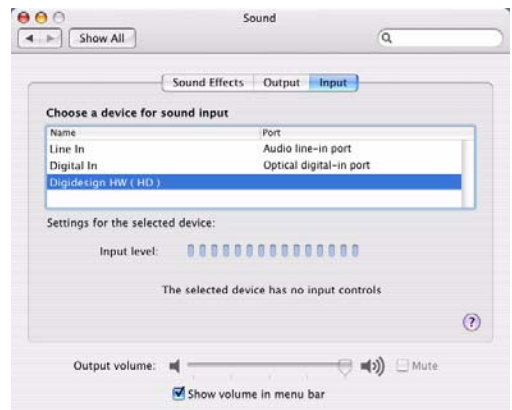 Sound
Show All
Sound Effects Output Input
Choose a device for sound input
Name Port
Line In Audio line-in port
Digital In Optical digital-in port
Digidesign HW ( HD )
Settings for the selected device:
Input level:
The selected device has no input controls
?
Output volume: Mute
Show volume in menu bar